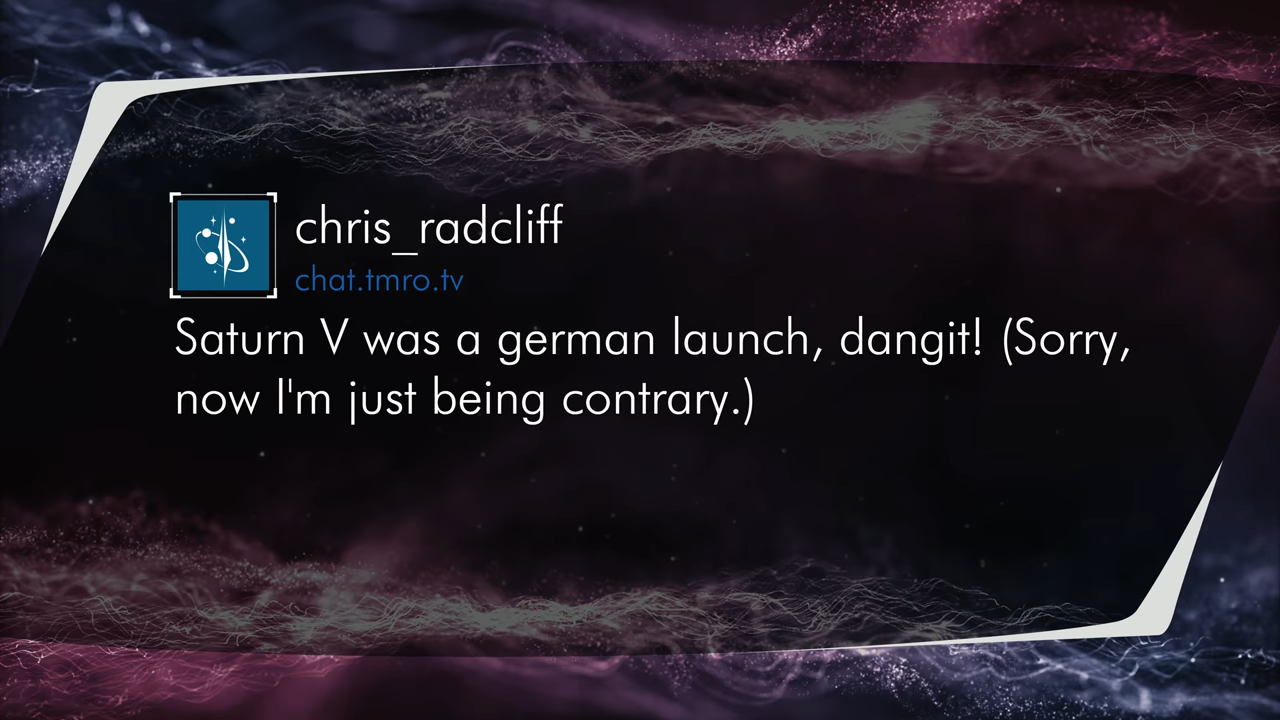 chris_radcliff
chat.tmro.tv
Saturn V was a german launch, dangit! (Sorry,
now I'm just being contrary.)